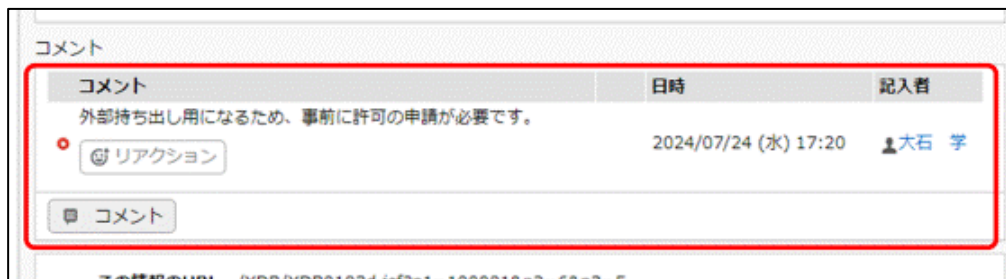 コメント
コメント 日時 記入者
外部持ち出し用になるため、事前に許可の申請が必要です。
リアクション 2024/07/24 (水) 17:20 大石 学
コメント